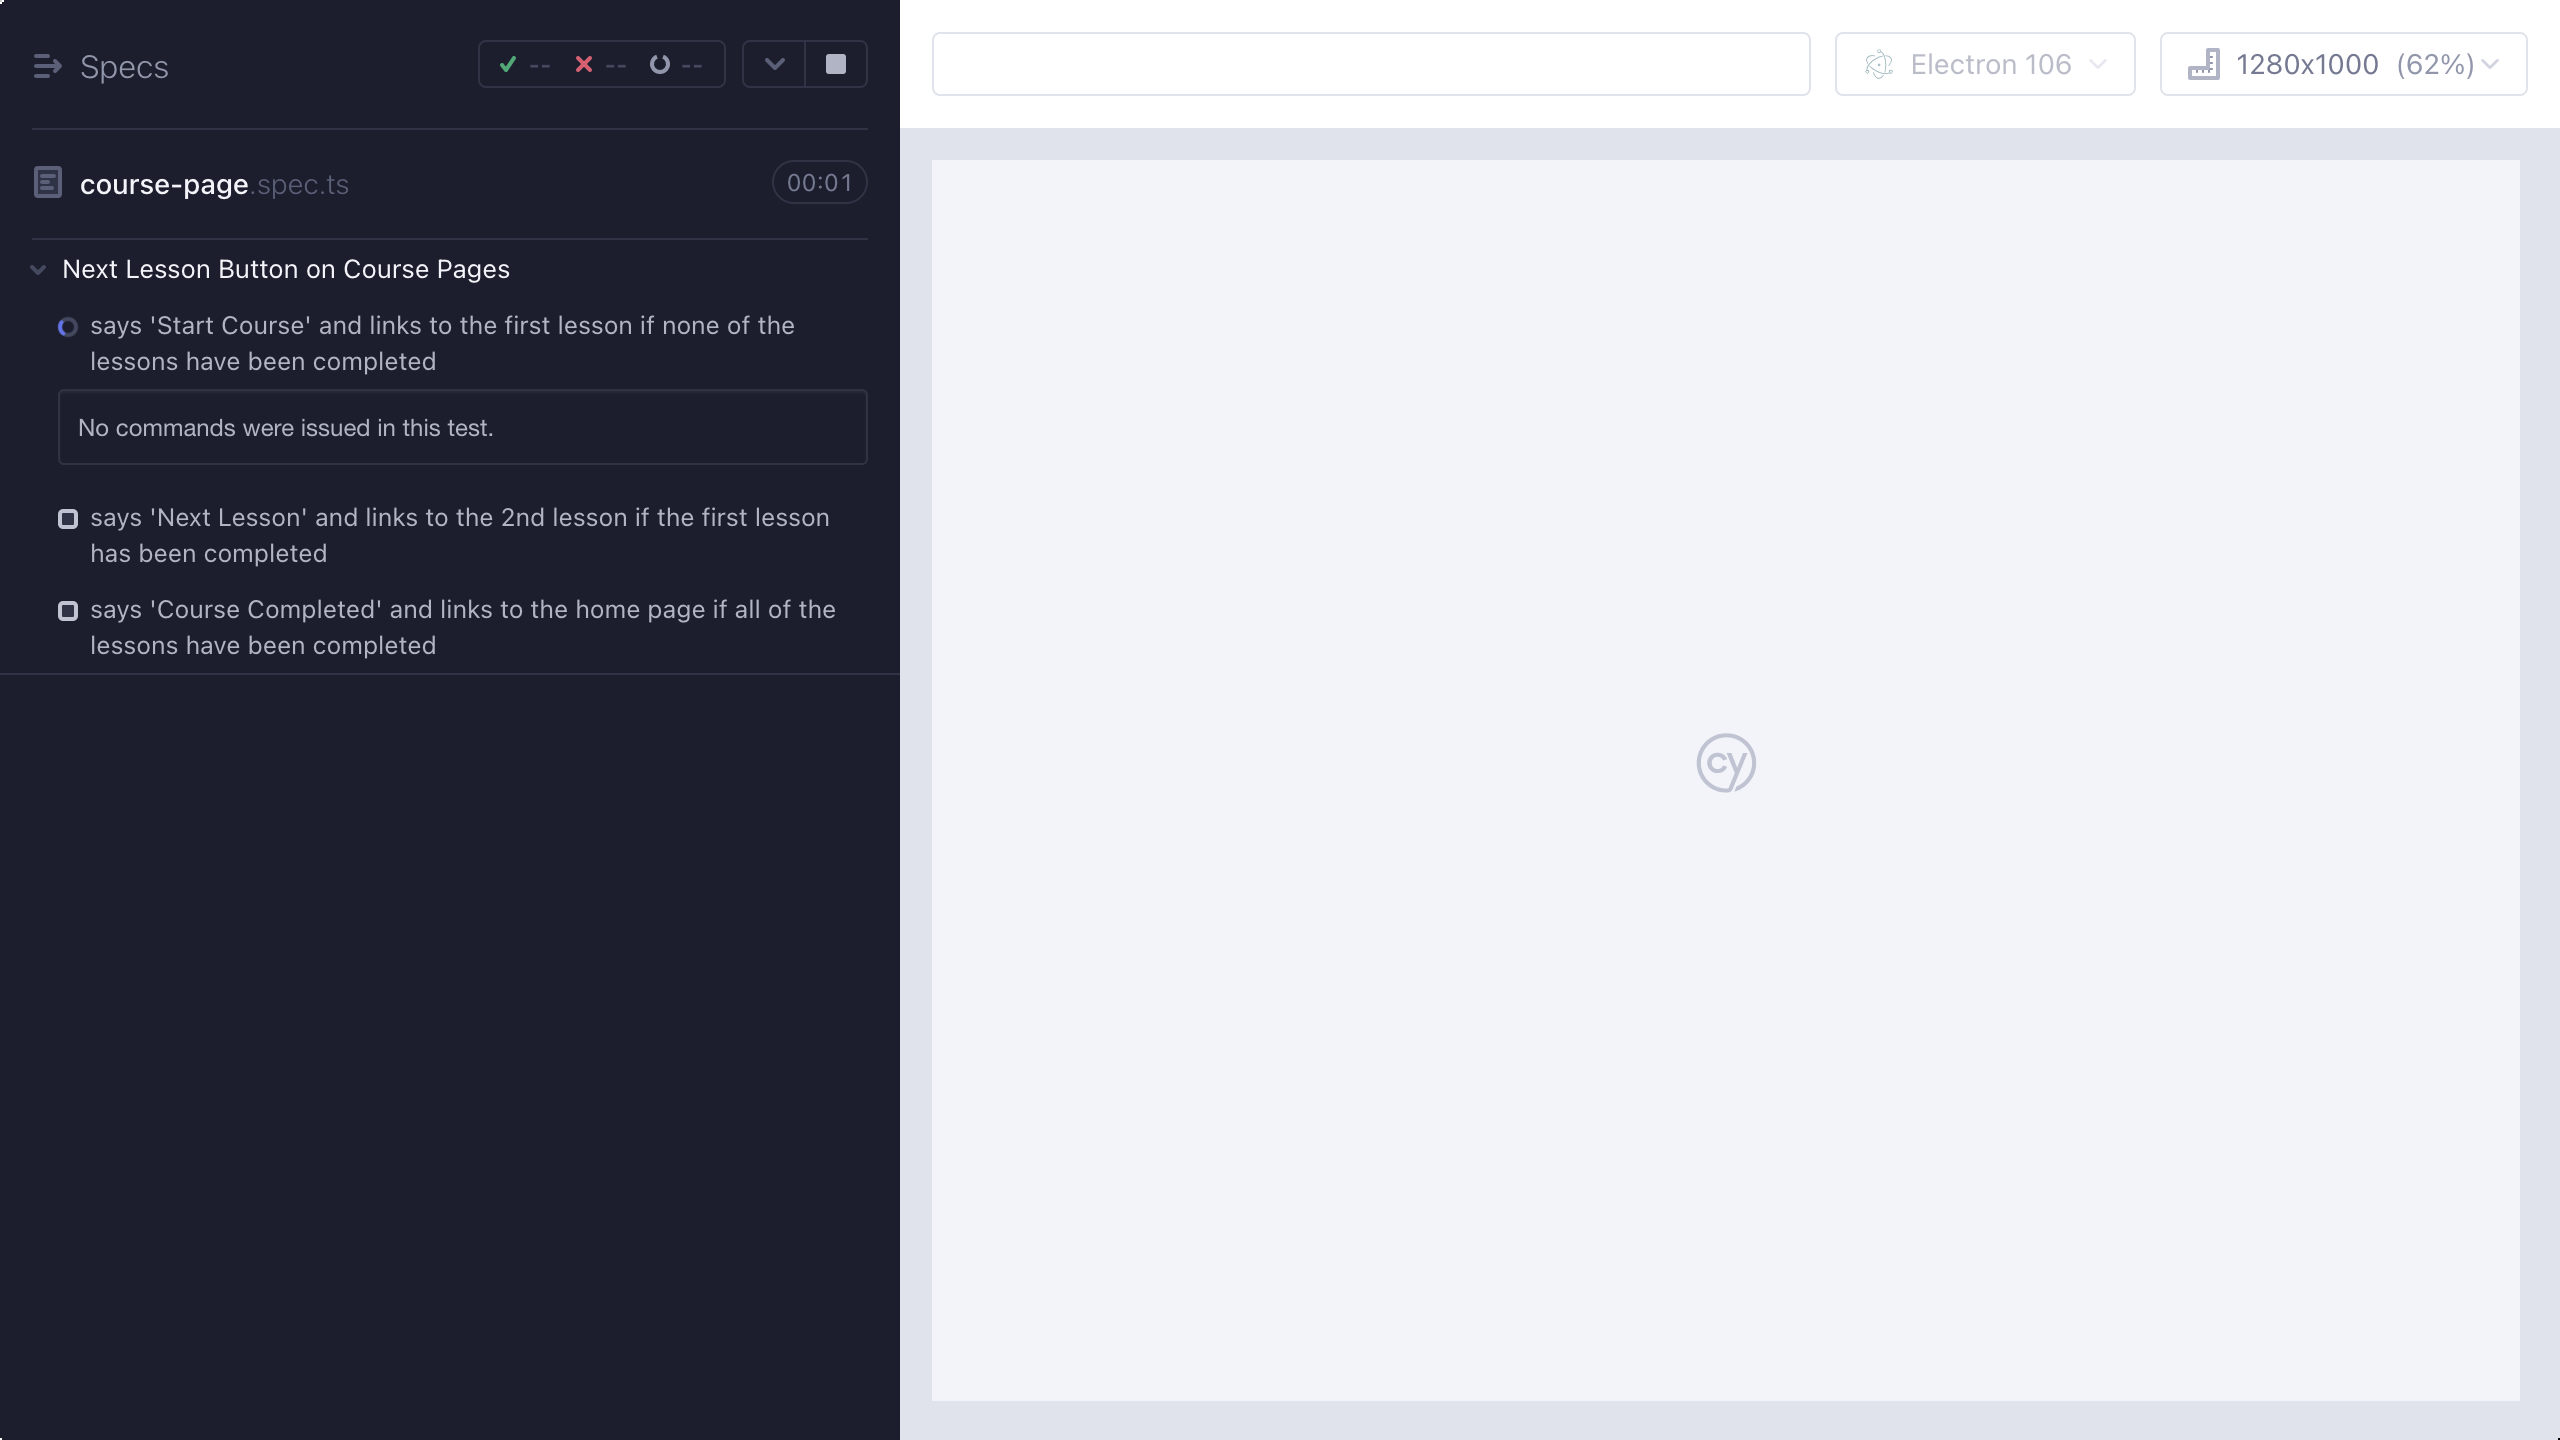 Specs
-- -- --
Electron 106
1280x1000 (62%)
course-page.spec.ts
00:01
Next Lesson Button on Course Pages
says 'Start Course' and links to the first lesson if none of the
lessons have been completed
No commands were issued in this test.
says 'Next Lesson' and links to the 2nd lesson if the first lesson
has been completed
says 'Course Completed' and links to the home page if all of the
lessons have been completed
cy